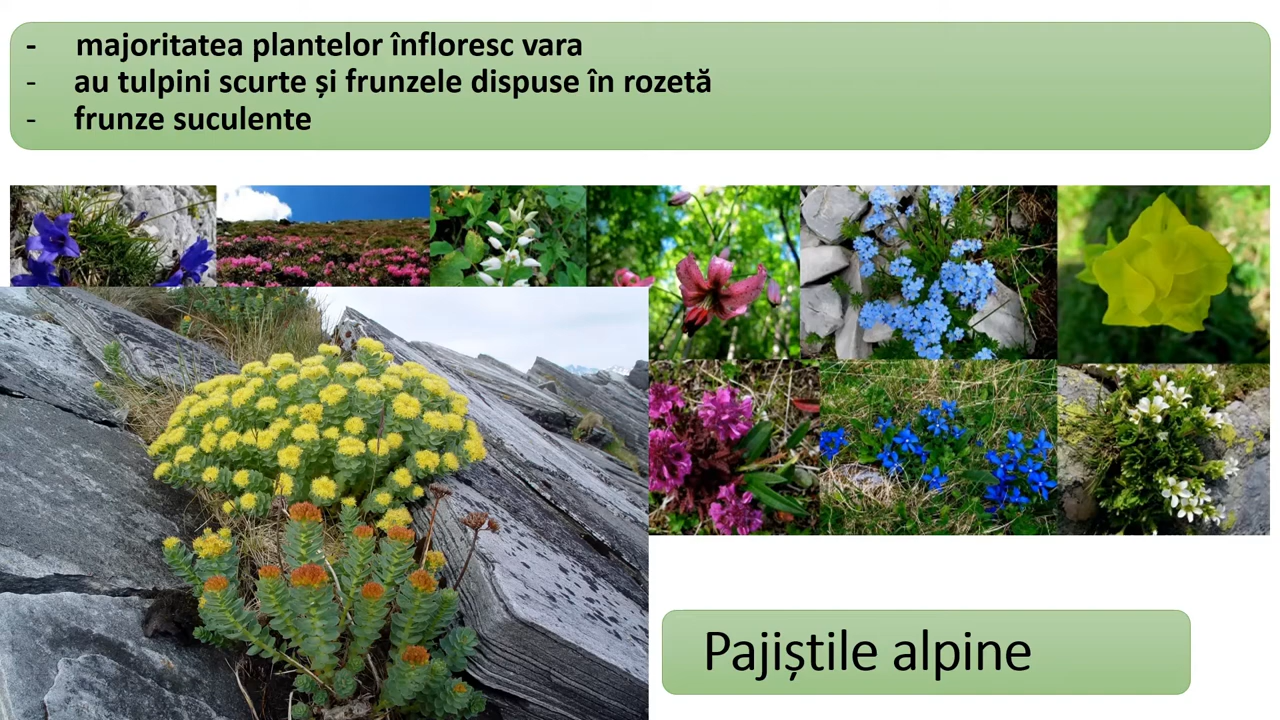 - majoritatea plantelor înfloresc vara
- au tulpini scurte și frunzele dispuse în rozetă
- frunze suculente
Pajiștile alpine